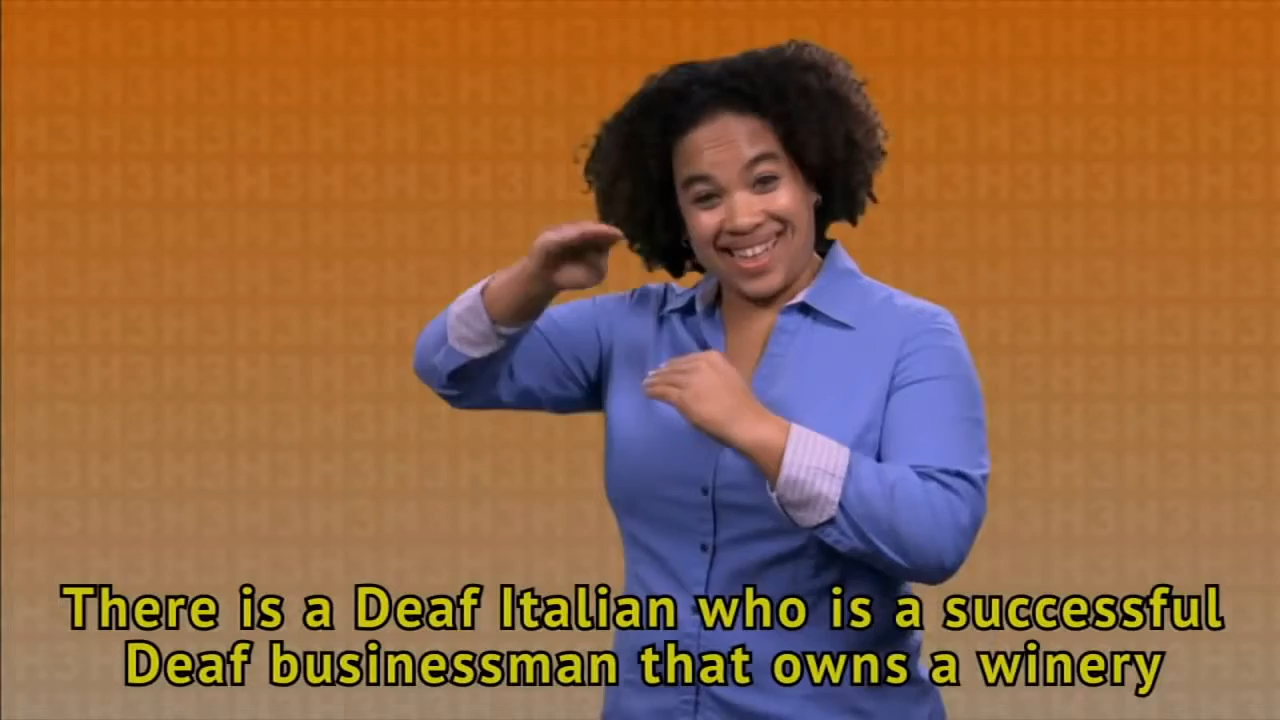 There is a Deaf Italian who is a successful
Deaf businessman that owns a winery